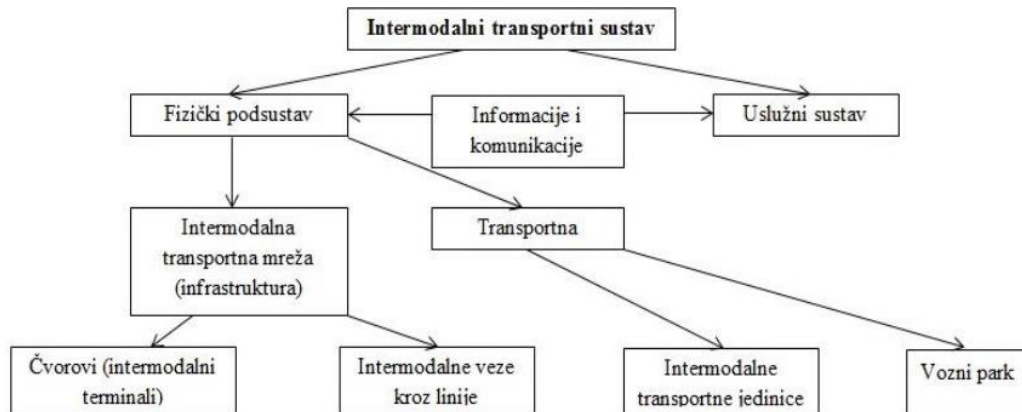 Intermodalni transportni sustav
Fizički podsustav
Informacije i
komunikacije
Uslužni sustav
Intermodalna
transportna mreža
(infrastruktura)
Transportna
Čvorovi (intermodalni
terminali)
Intermodalne veze
kroz linije
Intermodalne
transportne jedinice
Vozni park